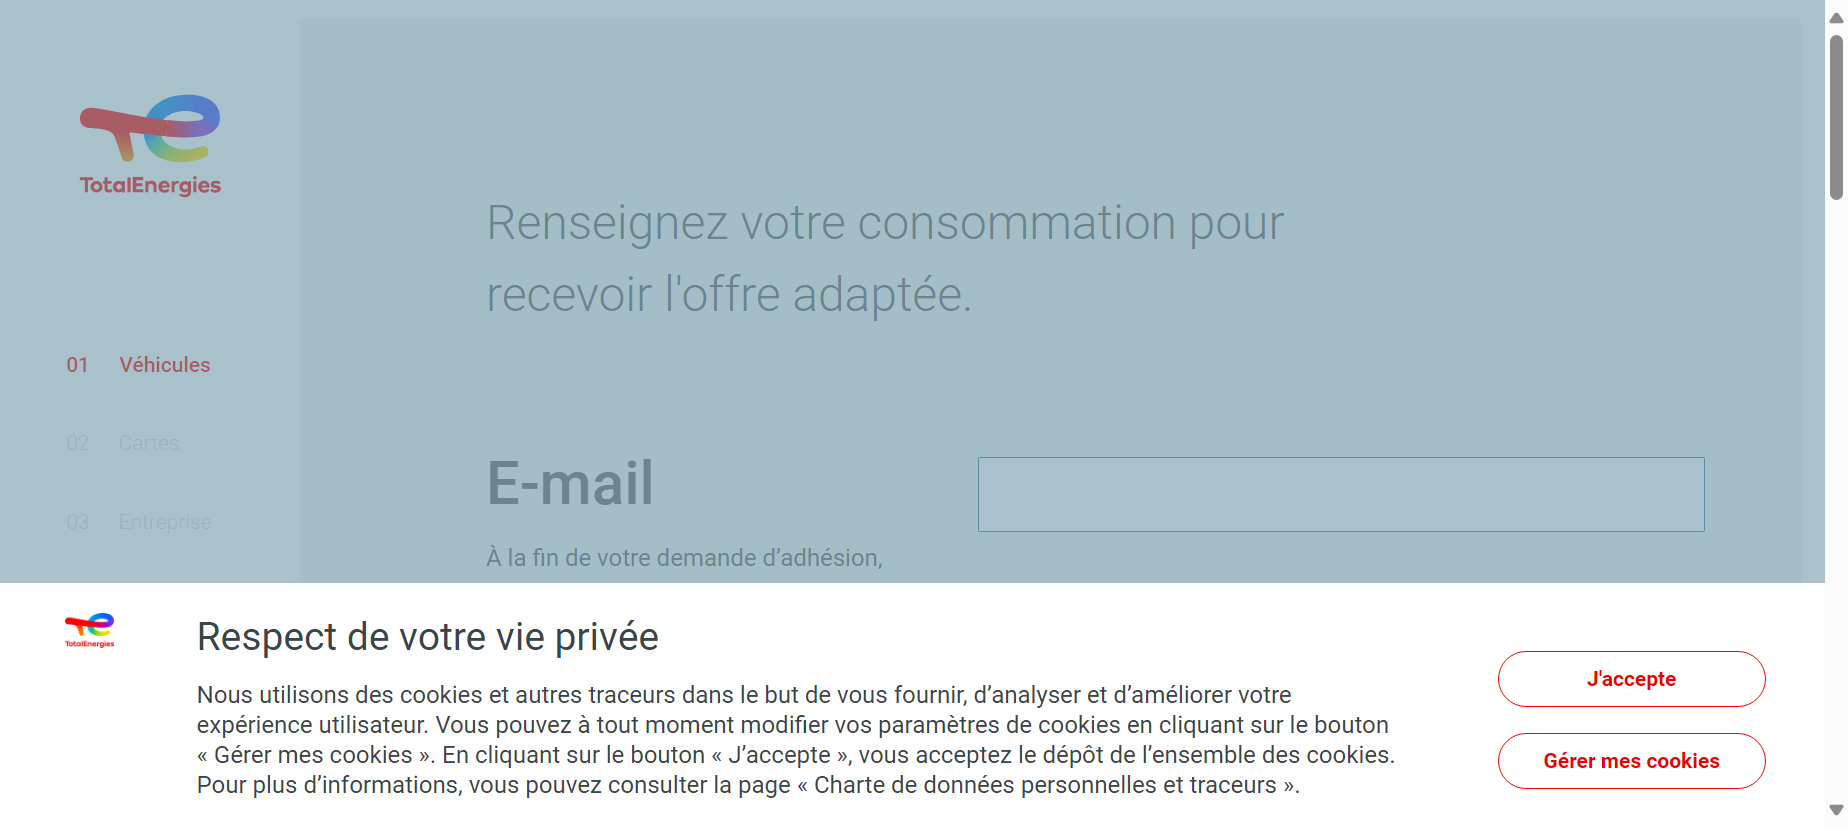 TotalEnergies
01 Véhicules
02 Cartes
03 Entreprise
Renseignez votre consommation pour
recevoir l'offre adaptée.
E-mail
À la fin de votre demande d’adhésion,
TotalEnergies
Respect de votre vie privée
Nous utilisons des cookies et autres traceurs dans le but de vous fournir, d’analyser et d’améliorer votre
expérience utilisateur. Vous pouvez à tout moment modifier vos paramètres de cookies en cliquant sur le bouton
« Gérer mes cookies ». En cliquant sur le bouton « J’accepte », vous acceptez le dépôt de l’ensemble des cookies.
Pour plus d’informations, vous pouvez consulter la page « Charte de données personnelles et traceurs ».
J'accepte
Gérer mes cookies